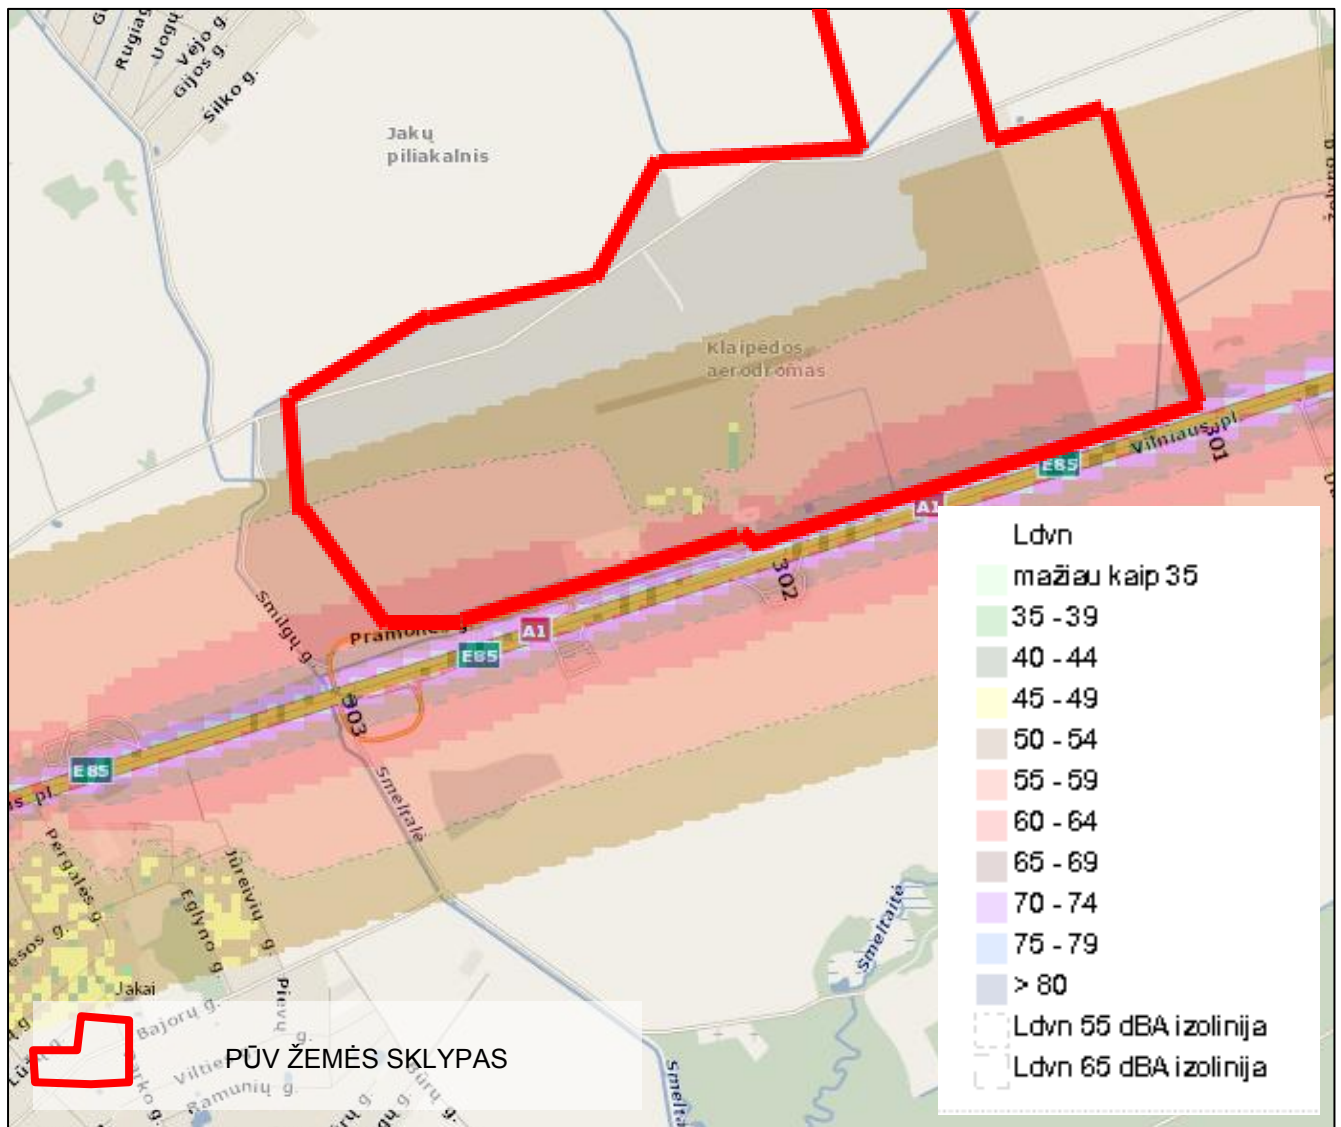 Vėjo g.
Gijos g.
Šilko g.
Jakų
piliakalnis
Klaipėdos
aerodromas
Vilniaus pl.
301
E85
A1
302
Smilgų g.
A1
E85
303
E85
Smeltalė
Pergalės g.
Jūreivių g.
Eglyno g.
Smeltaitė
Jakai
Bajorų g.
Ramunių g.
PŪV ŽEMĖS SKLYPAS
Ldvn
mažiau kaip 35
35 - 39
40 - 44
45 - 49
50 - 54
55 - 59
60 - 64
65 - 69
70 - 74
75 - 79
> 80
Ldvn 55 dBA izolinija
Ldvn 65 dBA izolinija